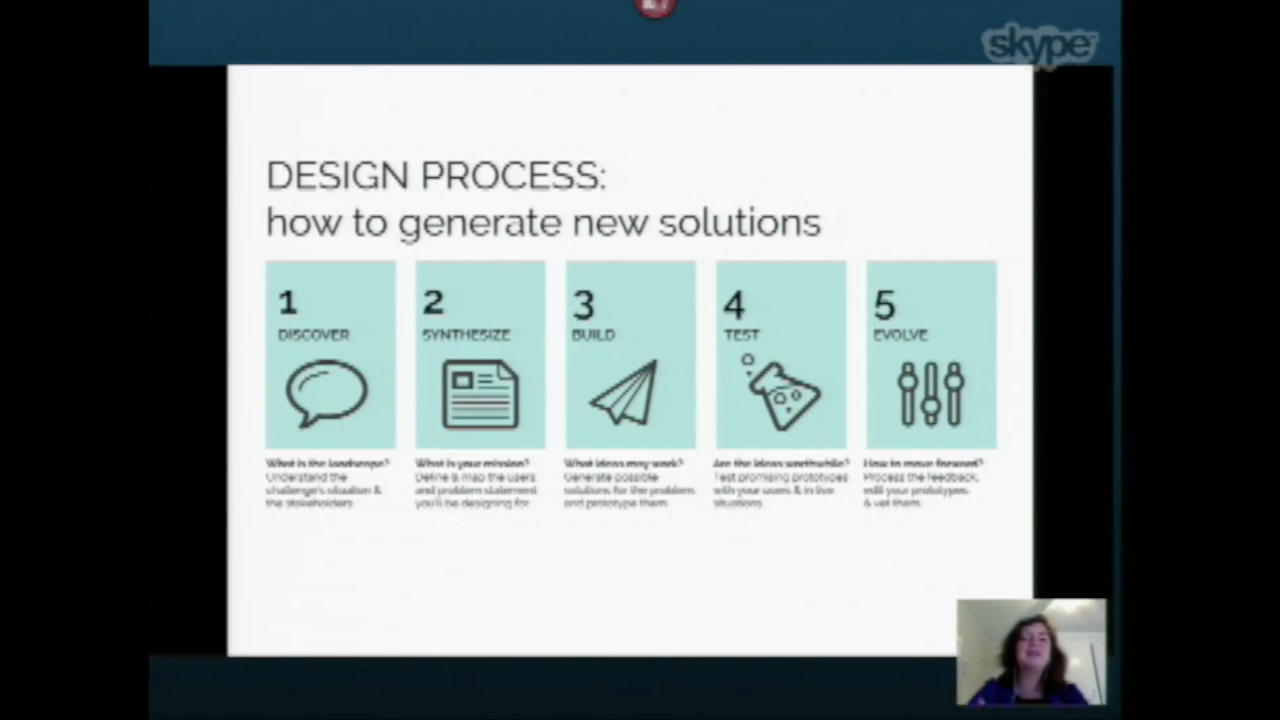 skype
DESIGN PROCESS:
how to generate new solutions
1
DISCOVER
What is the landscape?
Understand the
challenge's situation &
the stakeholders
2
SYNTHESIZE
What is your mission?
Define & map the users
and problem statement
you'll be designing for
3
BUILD
What ideas may work?
Generate possible
solutions for the problem
and prototype them
4
TEST
Are the ideas worthwhile?
Test promising prototypes
with your users & in live
situations
5
EVOLVE
How to move forward?
Process the feedback,
edit your prototypes,
& vet them